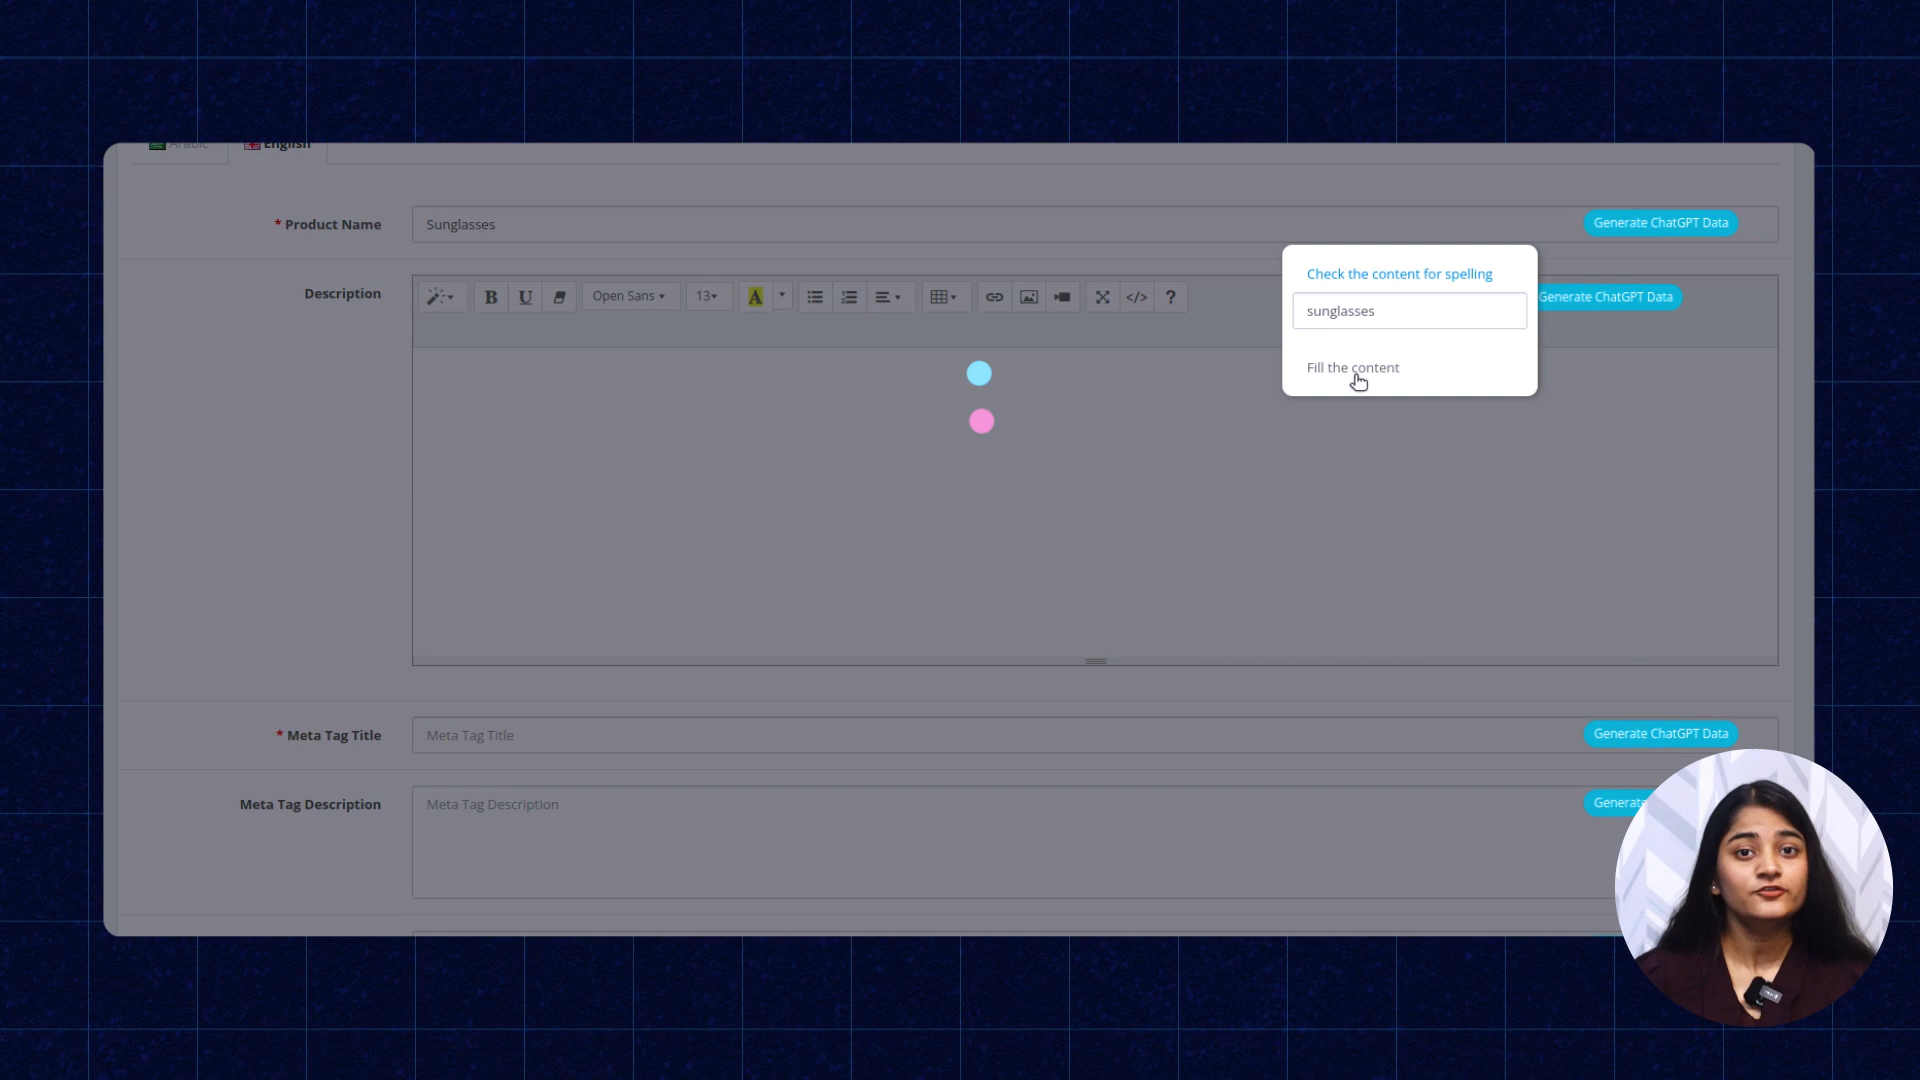 Arabic
English
* Product Name
Sunglasses
Generate ChatGPT Data
Check the content for spelling
Description
B U Open Sans 13 A </> ?
Generate ChatGPT Data
sunglasses
Fill the content
* Meta Tag Title
Meta Tag Title
Generate ChatGPT Data
Meta Tag Description
Meta Tag Description
Generate